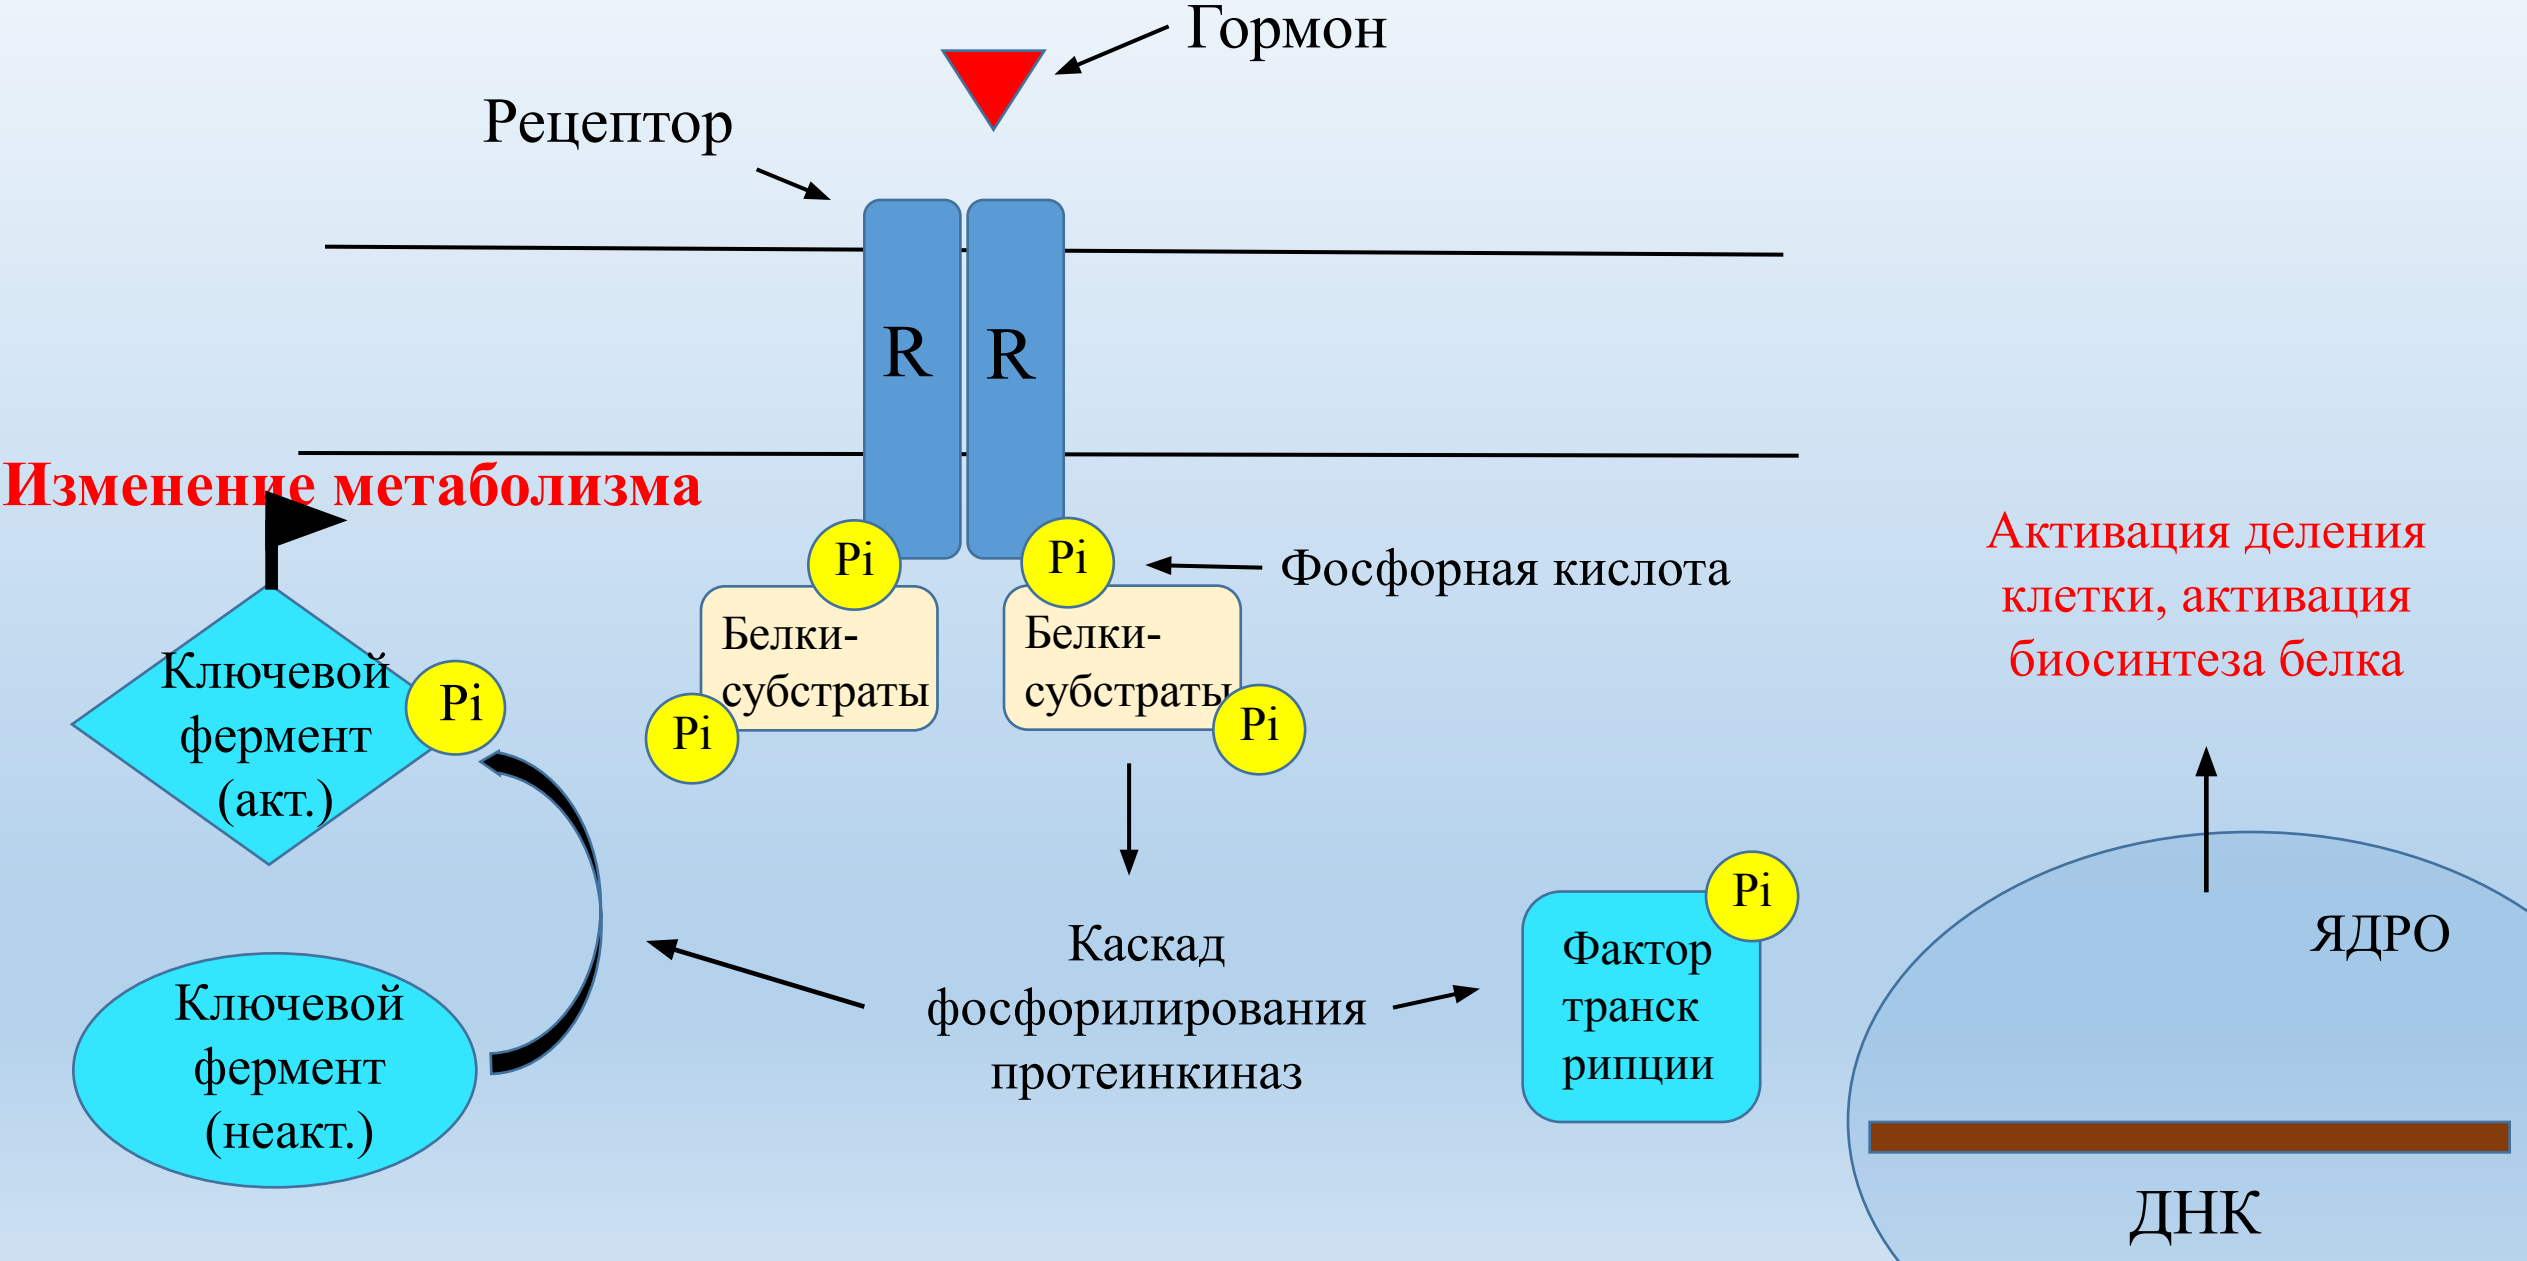 Гормон
Рецептор
R
R
Изменение метаболизма
Pi
Pi
Фосфорная кислота
Белки-
субстраты
Pi
Белки-
субстраты
Pi
Ключевой
фермент
(акт.)
Pi
Активация деления
клетки, активация
биосинтеза белка
Каскад
фосфорилирования
протеинкиназ
Pi
Фактор
транск
рипции
ЯДРО
Ключевой
фермент
(неакт.)
ДНК